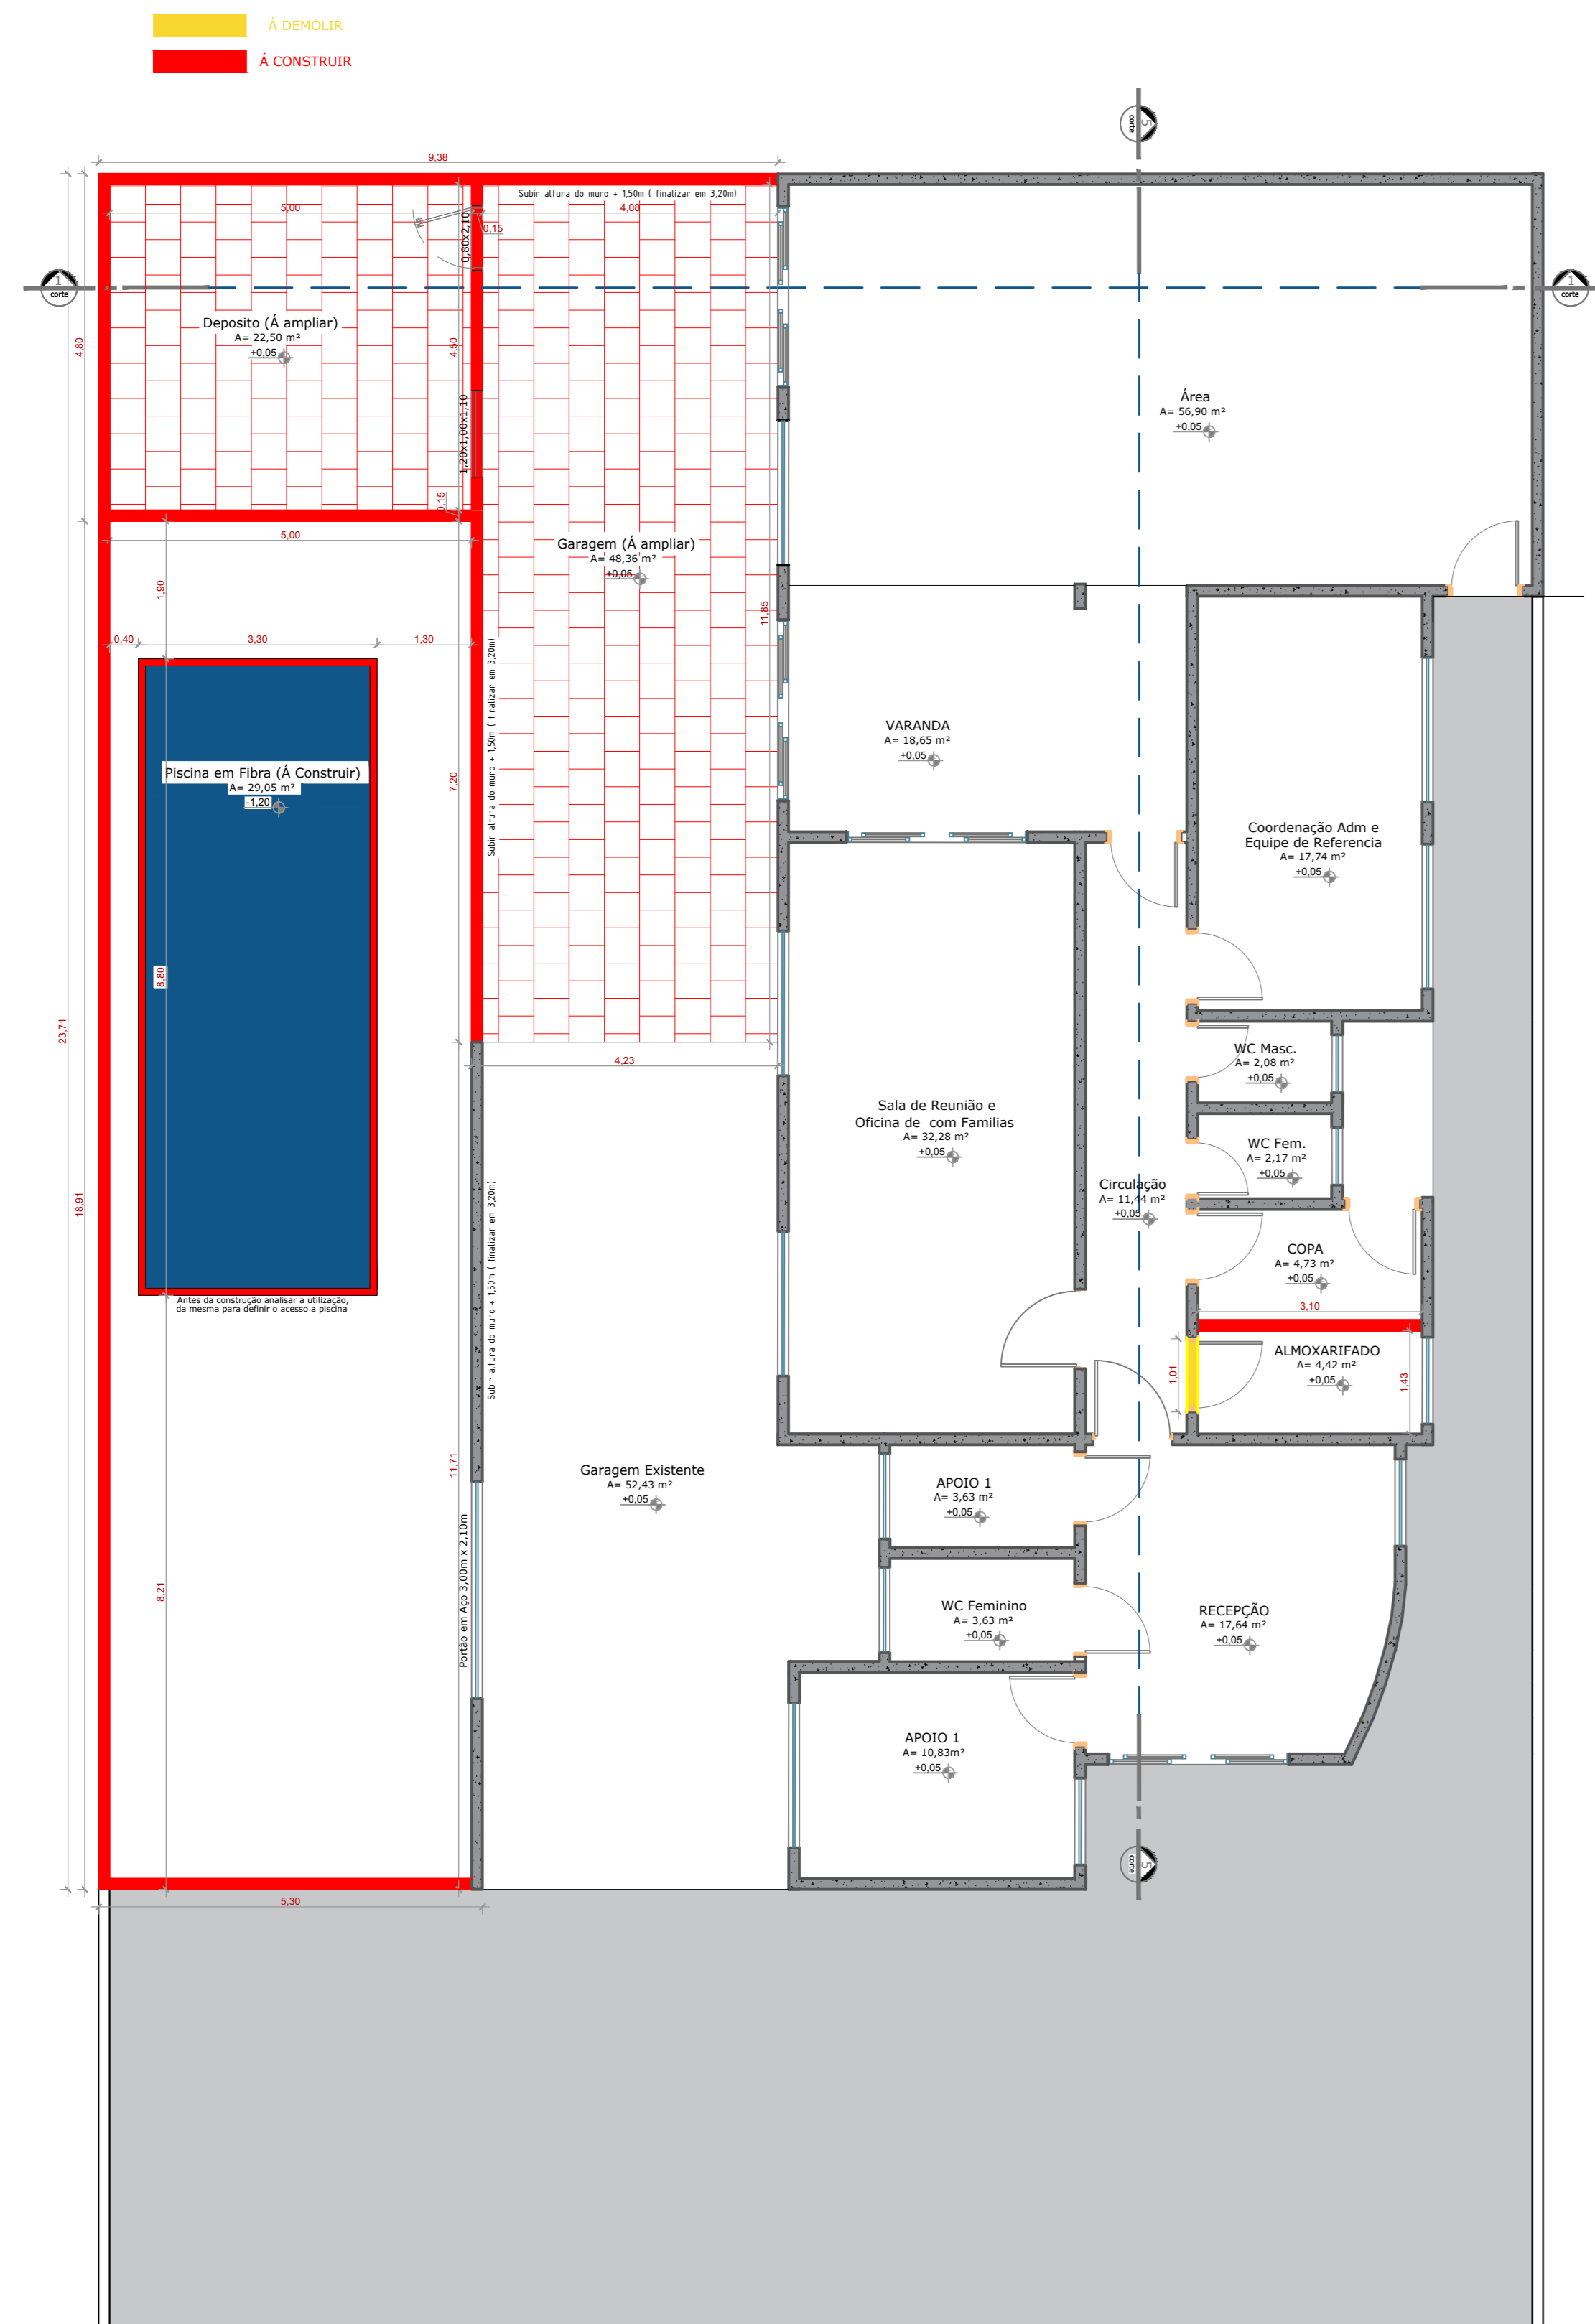 Á DEMOLIR
Á CONSTRUIR
5
corte
9,38
Subir altura do muro + 1,50m ( finalizar em 3,20m)
5,00
4,08
0,15
0,80x2,10
1
corte
1
corte
Deposito (Á ampliar)
A= 22,50 m²
+0,05
4,80
4,50
1,20x1,00x1,10
0,15
Área
A= 56,90 m²
+0,05
5,00
Garagem (Á ampliar)
A= 48,36 m²
+0,05
1,90
11,85
0,40
3,30
1,30
Subir altura do muro + 1,50m ( finalizar em 3,20m)
VARANDA
A= 18,65 m²
+0,05
Piscina em Fibra (Á Construir)
A= 29,05 m²
-1,20
7,20
Coordenação Adm e
Equipe de Referencia
A= 17,74 m²
+0,05
8,80
23,71
4,23
WC Masc.
A= 2,08 m²
+0,05
Sala de Reunião e
Oficina de com Familias
A= 32,28 m²
+0,05
WC Fem.
A= 2,17 m²
+0,05
18,91
Subir altura do muro + 1,50m ( finalizar em 3,20m)
Circulação
A= 11,44 m²
+0,05
COPA
A= 4,73 m²
+0,05
3,10
Antes da construção analisar a utilização,
da mesma para definir o acesso a piscina
ALMOXARIFADO
A= 4,42 m²
+0,05
1,01
1,43
11,71
Garagem Existente
A= 52,43 m²
+0,05
APOIO 1
A= 3,63 m²
+0,05
Portão em Aço 3,00m x 2,10m
8,21
WC Feminino
A= 3,63 m²
+0,05
RECEPÇÃO
A= 17,64 m²
+0,05
APOIO 1
A= 10,83m²
+0,05
5
corte
5,30